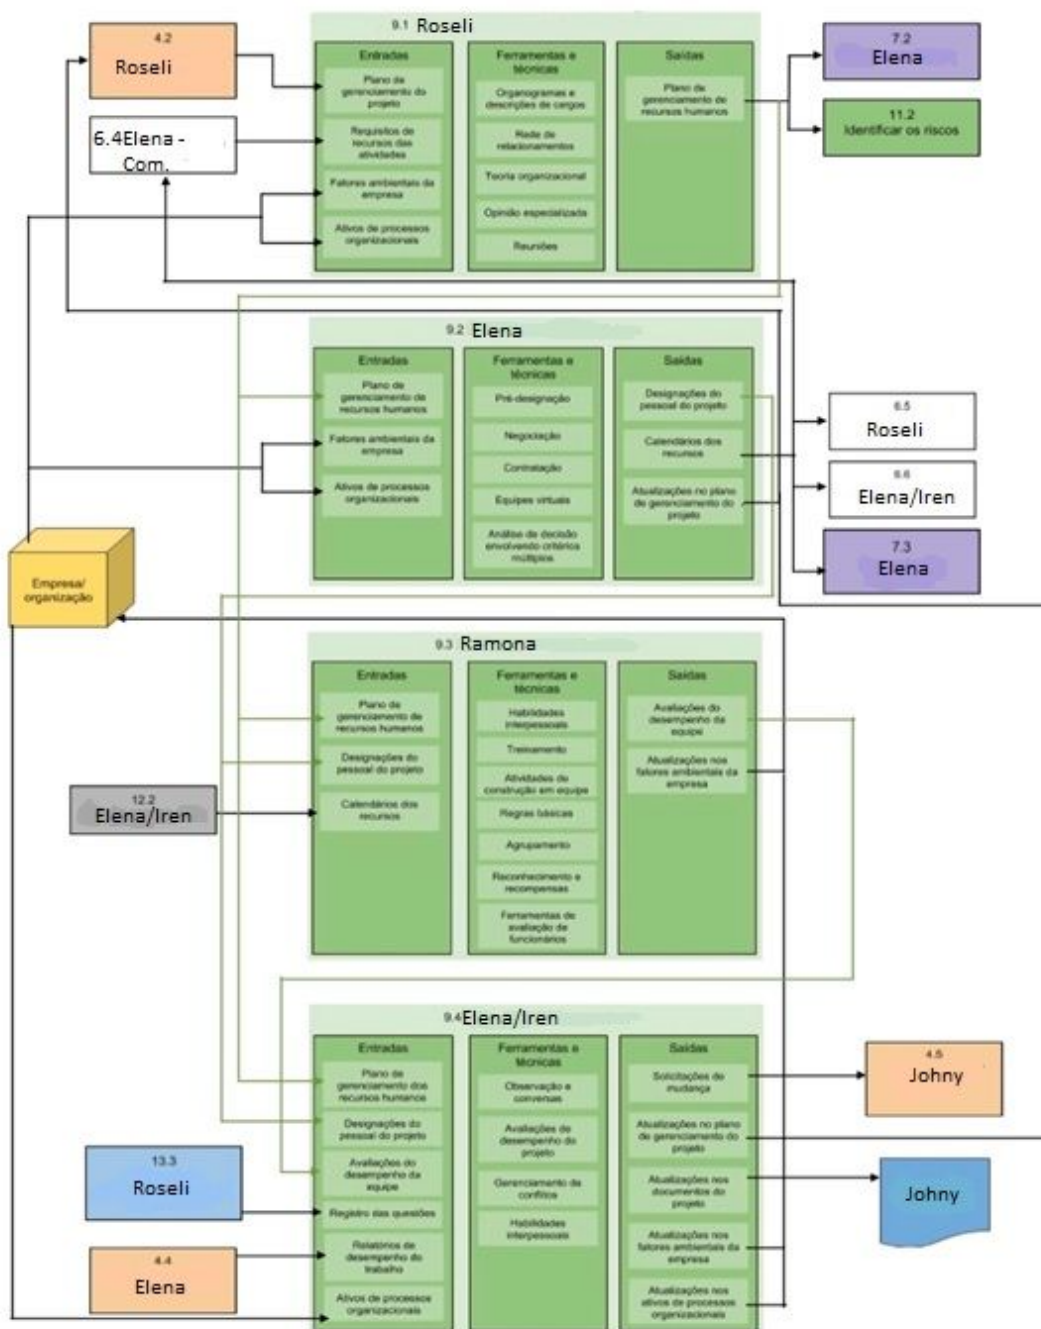 4.2
Roseli
6.4Elena -
Com.
9.1 Roseli
Entradas
Plano de
gerenciamento do
projeto
Requisitos de
recursos das
atividades
Fatores ambientais da
empresa
Ativos de processos
organizacionais
Ferramentas e
técnicas
Organogramas e
descrições de cargos
Rede de
relacionamentos
Teoria organizacional
Opinião especializada
Reuniões
Saídas
Plano de
gerenciamento de
recursos humanos
7.2
Elena
11.2
Identificar os riscos
9.2 Elena
Entradas
Plano de
gerenciamento de
recursos humanos
Fatores ambientais da
empresa
Ativos de processos
organizacionais
Ferramentas e
técnicas
Pré-designação
Negociação
Contratação
Equipes virtuais
Análise de decisão
envolvendo critérios
múltiplos
Saídas
Designações do
pessoal do projeto
Calendários dos
recursos
Atualizações no plano
de gerenciamento do
projeto
6.5
Roseli
6.6
Elena/Iren
7.3
Elena
Empresa/
organização
9.3 Ramona
Entradas
Plano de
gerenciamento de
recursos humanos
Designações do
pessoal do projeto
Calendários dos
recursos
Ferramentas e
técnicas
Habilidades
interpessoais
Treinamento
Atividades de
construção em equipe
Regras básicas
Agrupamento
Reconhecimento e
recompensas
Ferramentas de
avaliação de
funcionários
Saídas
Avaliações do
desempenho da
equipe
Atualizações nos
fatores ambientais da
empresa
12.2
Elena/Iren
9.4Elena/Iren
Entradas
Plano de
gerenciamento dos
recursos humanos
Designações do
pessoal do projeto
Avaliações do
desempenho da
equipe
Registro das questões
Relatórios de
desempenho do
trabalho
Ativos de processos
organizacionais
Ferramentas e
técnicas
Observação e
conversas
Avaliações de
desempenho do
projeto
Gerenciamento de
conflitos
Habilidades
interpessoais
Saídas
Solicitações de
mudança
Atualizações no plano
de gerenciamento do
projeto
Atualizações nos
documentos do
projeto
Atualizações nos
fatores ambientais da
empresa
Atualizações nos
ativos de processos
organizacionais
13.3
Roseli
4.4
Elena
4.5
Johny
Johny